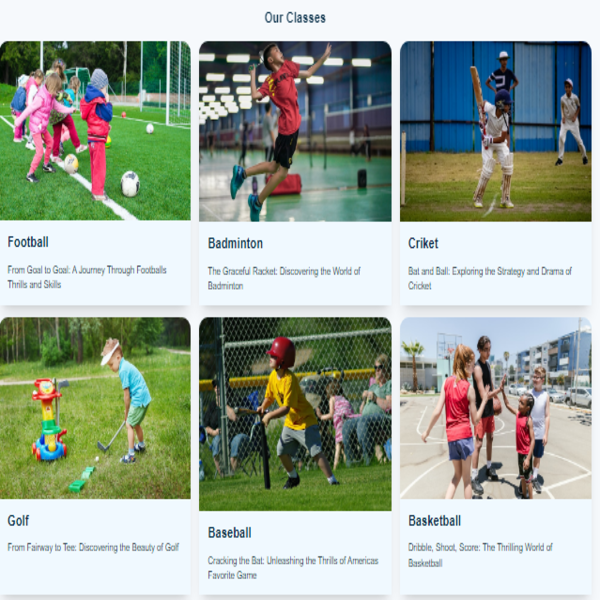 Our Classes
Football
From Goal to Goal: A Journey Through Footballs
Thrills and Skills
Badminton
The Graceful Racket: Discovering the World of
Badminton
Criket
Bat and Ball: Exploring the Strategy and Drama of
Cricket
Golf
From Fairway to Tee: Discovering the Beauty of Golf
Baseball
Cracking the Bat: Unleashing the Thrills of Americas
Favorite Game
Basketball
Dribble, Shoot, Score: The Thrilling World of
Basketball